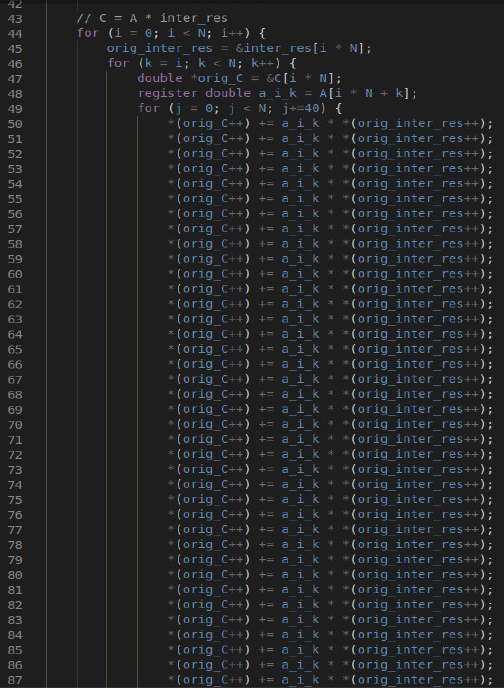 42
43 // C = A * inter_res
44 for (i = 0; i < N; i++) {
45 orig_inter_res = &inter_res[i * N];
46 for (k = i; k < N; k++) {
47 double *orig_C = &C[i * N];
48 register double a_i_k = A[i * N + k];
49 for (j = 0; j < N; j+=40) {
50 *(orig_C++) += a_i_k * *(orig_inter_res++);
51 *(orig_C++) += a_i_k * *(orig_inter_res++);
52 *(orig_C++) += a_i_k * *(orig_inter_res++);
53 *(orig_C++) += a_i_k * *(orig_inter_res++);
54 *(orig_C++) += a_i_k * *(orig_inter_res++);
55 *(orig_C++) += a_i_k * *(orig_inter_res++);
56 *(orig_C++) += a_i_k * *(orig_inter_res++);
57 *(orig_C++) += a_i_k * *(orig_inter_res++);
58 *(orig_C++) += a_i_k * *(orig_inter_res++);
59 *(orig_C++) += a_i_k * *(orig_inter_res++);
60 *(orig_C++) += a_i_k * *(orig_inter_res++);
61 *(orig_C++) += a_i_k * *(orig_inter_res++);
62 *(orig_C++) += a_i_k * *(orig_inter_res++);
63 *(orig_C++) += a_i_k * *(orig_inter_res++);
64 *(orig_C++) += a_i_k * *(orig_inter_res++);
65 *(orig_C++) += a_i_k * *(orig_inter_res++);
66 *(orig_C++) += a_i_k * *(orig_inter_res++);
67 *(orig_C++) += a_i_k * *(orig_inter_res++);
68 *(orig_C++) += a_i_k * *(orig_inter_res++);
69 *(orig_C++) += a_i_k * *(orig_inter_res++);
70 *(orig_C++) += a_i_k * *(orig_inter_res++);
71 *(orig_C++) += a_i_k * *(orig_inter_res++);
72 *(orig_C++) += a_i_k * *(orig_inter_res++);
73 *(orig_C++) += a_i_k * *(orig_inter_res++);
74 *(orig_C++) += a_i_k * *(orig_inter_res++);
75 *(orig_C++) += a_i_k * *(orig_inter_res++);
76 *(orig_C++) += a_i_k * *(orig_inter_res++);
77 *(orig_C++) += a_i_k * *(orig_inter_res++);
78 *(orig_C++) += a_i_k * *(orig_inter_res++);
79 *(orig_C++) += a_i_k * *(orig_inter_res++);
80 *(orig_C++) += a_i_k * *(orig_inter_res++);
81 *(orig_C++) += a_i_k * *(orig_inter_res++);
82 *(orig_C++) += a_i_k * *(orig_inter_res++);
83 *(orig_C++) += a_i_k * *(orig_inter_res++);
84 *(orig_C++) += a_i_k * *(orig_inter_res++);
85 *(orig_C++) += a_i_k * *(orig_inter_res++);
86 *(orig_C++) += a_i_k * *(orig_inter_res++);
87 *(orig_C++) += a_i_k * *(orig_inter_res++);